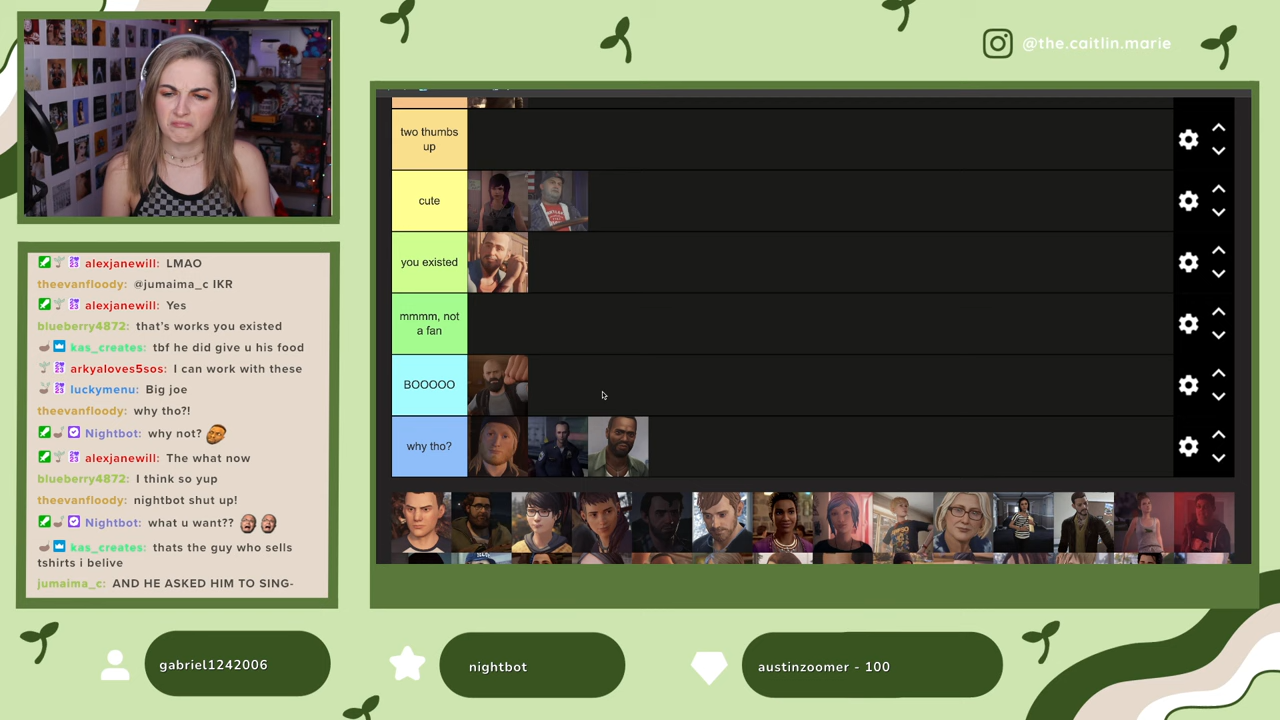 @the.caitlin.marie
two thumbs
up
cute
you existed
mmmm, not
a fan
BOOOOO
why tho?
alexjanewill: LMAO
theevanfloody: @jumaima_c IKR
alexjanewill: Yes
blueberry4872: that's works you existed
kas_creates: tbf he did give u his food
arkyaloves5sos: I can work with these
luckymenu: Big joe
theevanfloody: why tho?!
Nightbot: why not?
alexjanewill: The what now
blueberry4872: I think so yup
theevanfloody: nightbot shut up!
Nightbot: what u want??
kas_creates: thats the guy who sells
tshirts i belive
jumaima_c: AND HE ASKED HIM TO SING-
gabriel1242006
nightbot
austinzoomer - 100